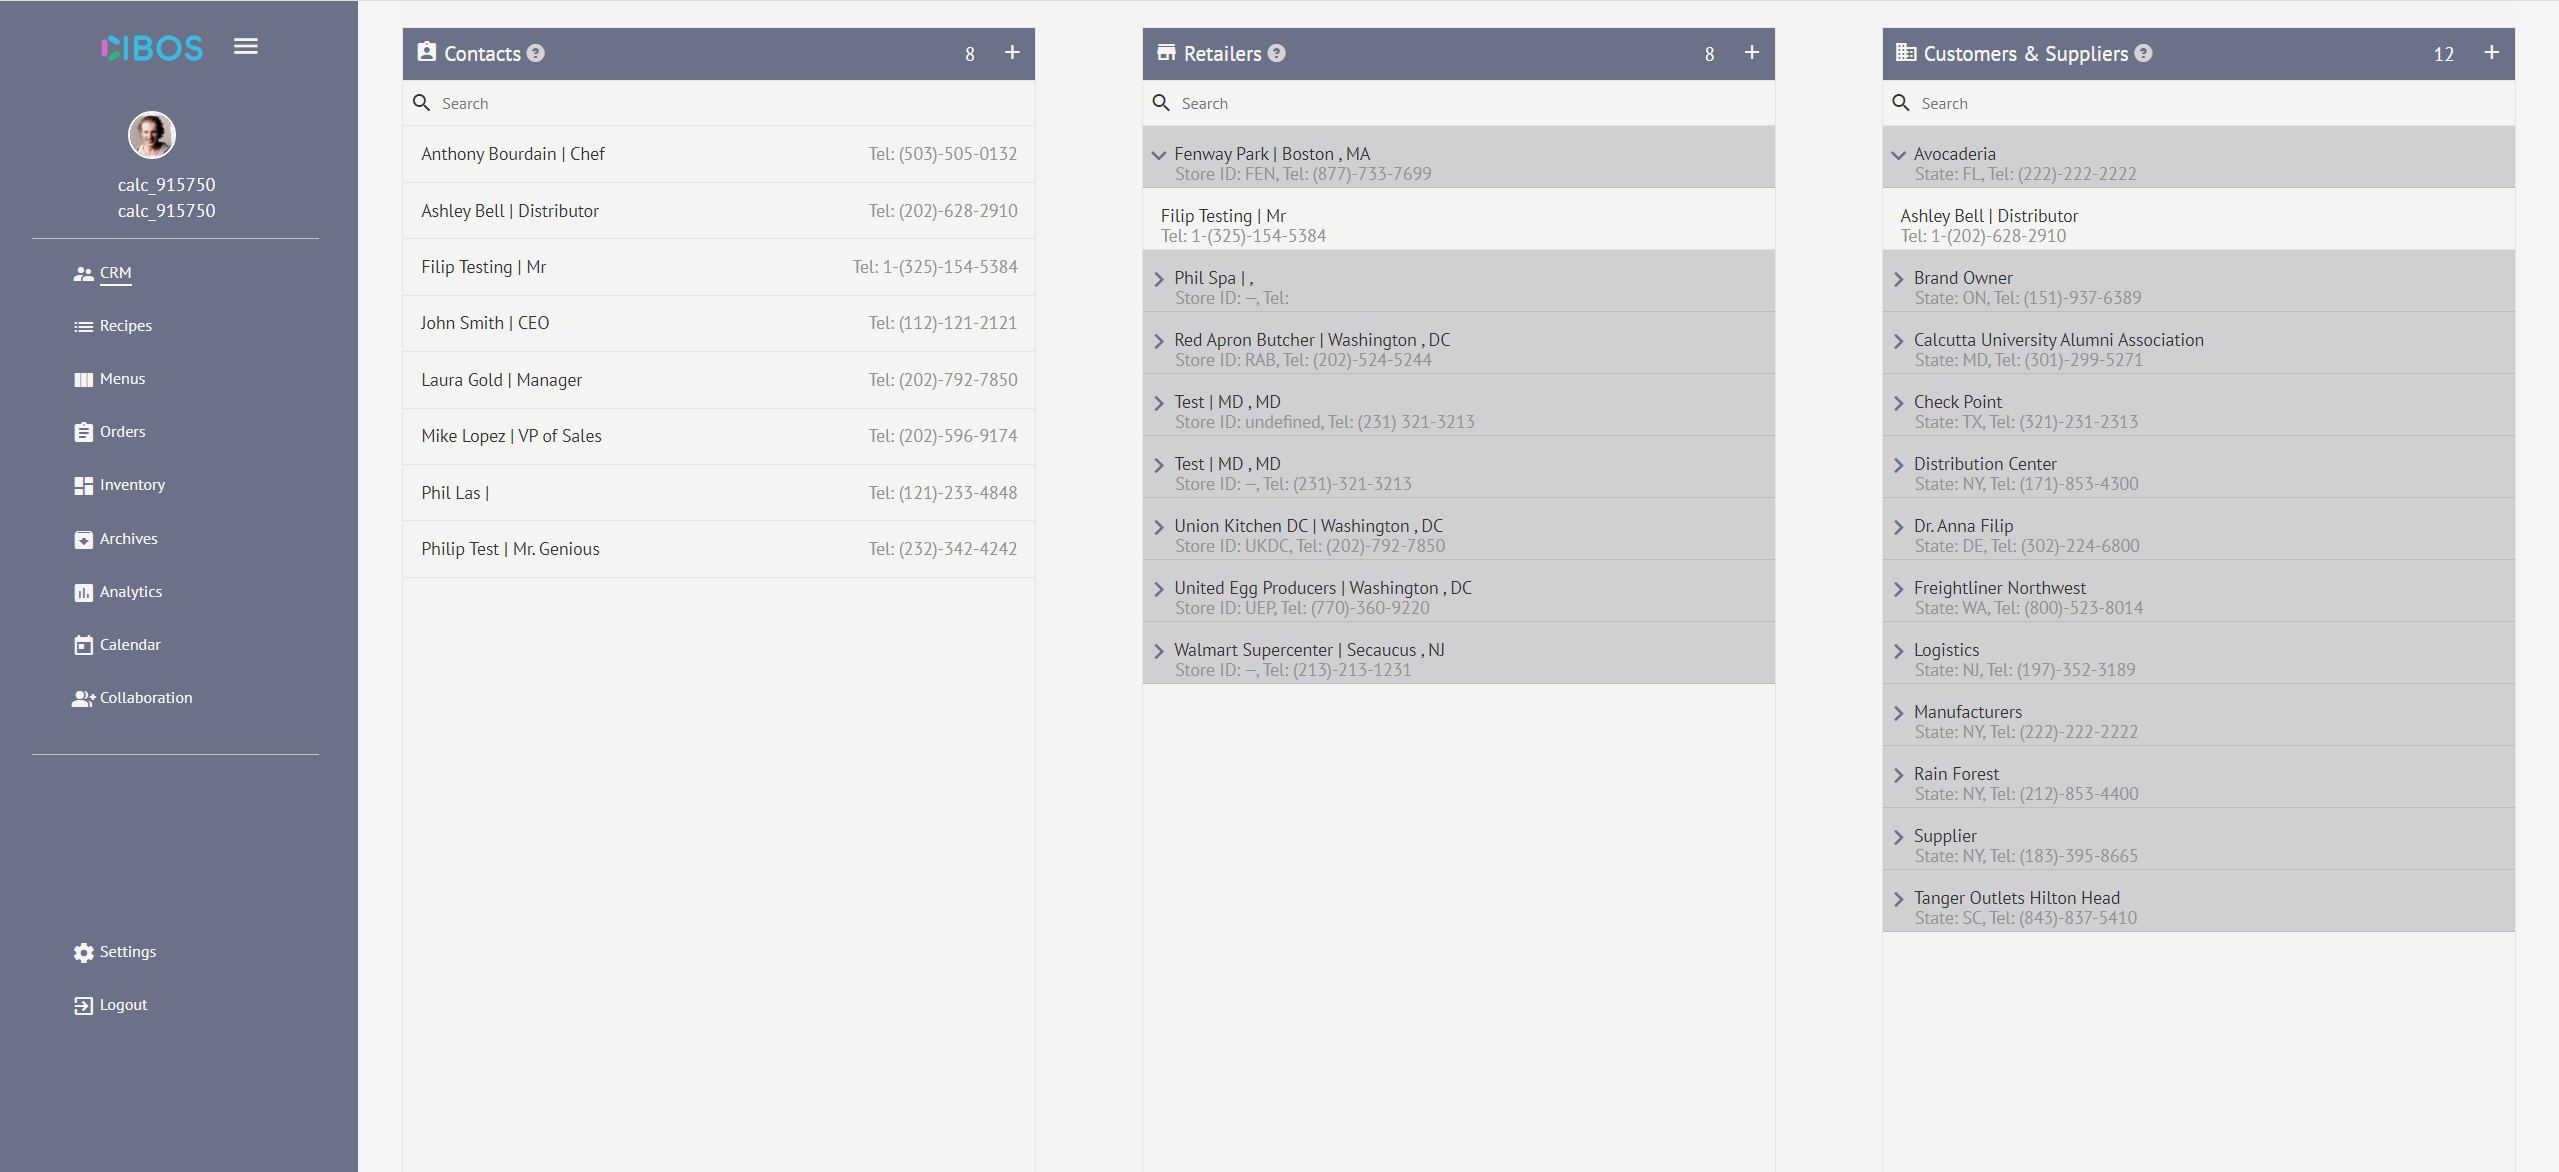 CIBOS
calc_915750
calc_915750
CRM
Recipes
Menus
Orders
Inventory
Archives
Analytics
Calendar
Collaboration
Settings
Logout
Contacts ? 8 +
Search
Anthony Bourdain | Chef Tel: (503)-505-0132
Ashley Bell | Distributor Tel: (202)-628-2910
Filip Testing | Mr Tel: 1-(325)-154-5384
John Smith | CEO Tel: (112)-121-2121
Laura Gold | Manager Tel: (202)-792-7850
Mike Lopez | VP of Sales Tel: (202)-596-9174
Phil Las | Tel: (121)-233-4848
Philip Test | Mr. Genious Tel: (232)-342-4242
Retailers ? 8 +
Search
Fenway Park | Boston , MA
Store ID: FEN, Tel: (877)-733-7699
Filip Testing | Mr
Tel: 1-(325)-154-5384
Phil Spa | ,
Store ID: —, Tel:
Red Apron Butcher | Washington , DC
Store ID: RAB, Tel: (202)-524-5244
Test | MD , MD
Store ID: undefined, Tel: (231) 321-3213
Test | MD , MD
Store ID: —, Tel: (231)-321-3213
Union Kitchen DC | Washington , DC
Store ID: UKDC, Tel: (202)-792-7850
United Egg Producers | Washington , DC
Store ID: UEP, Tel: (770)-360-9220
Walmart Supercenter | Secaucus , NJ
Store ID: —, Tel: (213)-213-1231
Customers & Suppliers ? 12 +
Search
Avocaderia
State: FL, Tel: (222)-222-2222
Ashley Bell | Distributor
Tel: 1-(202)-628-2910
Brand Owner
State: ON, Tel: (151)-937-6389
Calcutta University Alumni Association
State: MD, Tel: (301)-299-5271
Check Point
State: TX, Tel: (321)-231-2313
Distribution Center
State: NY, Tel: (171)-853-4300
Dr. Anna Filip
State: DE, Tel: (302)-224-6800
Freightliner Northwest
State: WA, Tel: (800)-523-8014
Logistics
State: NJ, Tel: (197)-352-3189
Manufacturers
State: NY, Tel: (222)-222-2222
Rain Forest
State: NY, Tel: (212)-853-4400
Supplier
State: NY, Tel: (183)-395-8665
Tanger Outlets Hilton Head
State: SC, Tel: (843)-837-5410